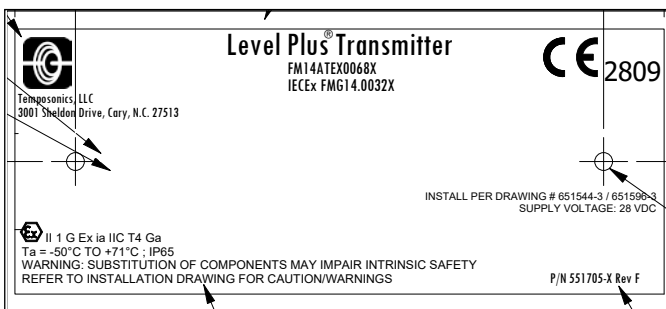 Level Plus® Transmitter
FM14ATEX0068X
IECEx FMG14.0032X
CE 2809
Temposonics, LLC
3001 Sheldon Drive, Cary, N.C. 27513
INSTALL PER DRAWING # 651544-3 / 651596-3
SUPPLY VOLTAGE: 28 VDC
Ex II 1 G Ex ia IIC T4 Ga
Ta = -50°C TO +71°C ; IP65
WARNING: SUBSTITUTION OF COMPONENTS MAY IMPAIR INTRINSIC SAFETY
REFER TO INSTALLATION DRAWING FOR CAUTION/WARNINGS
P/N 551705-X Rev F